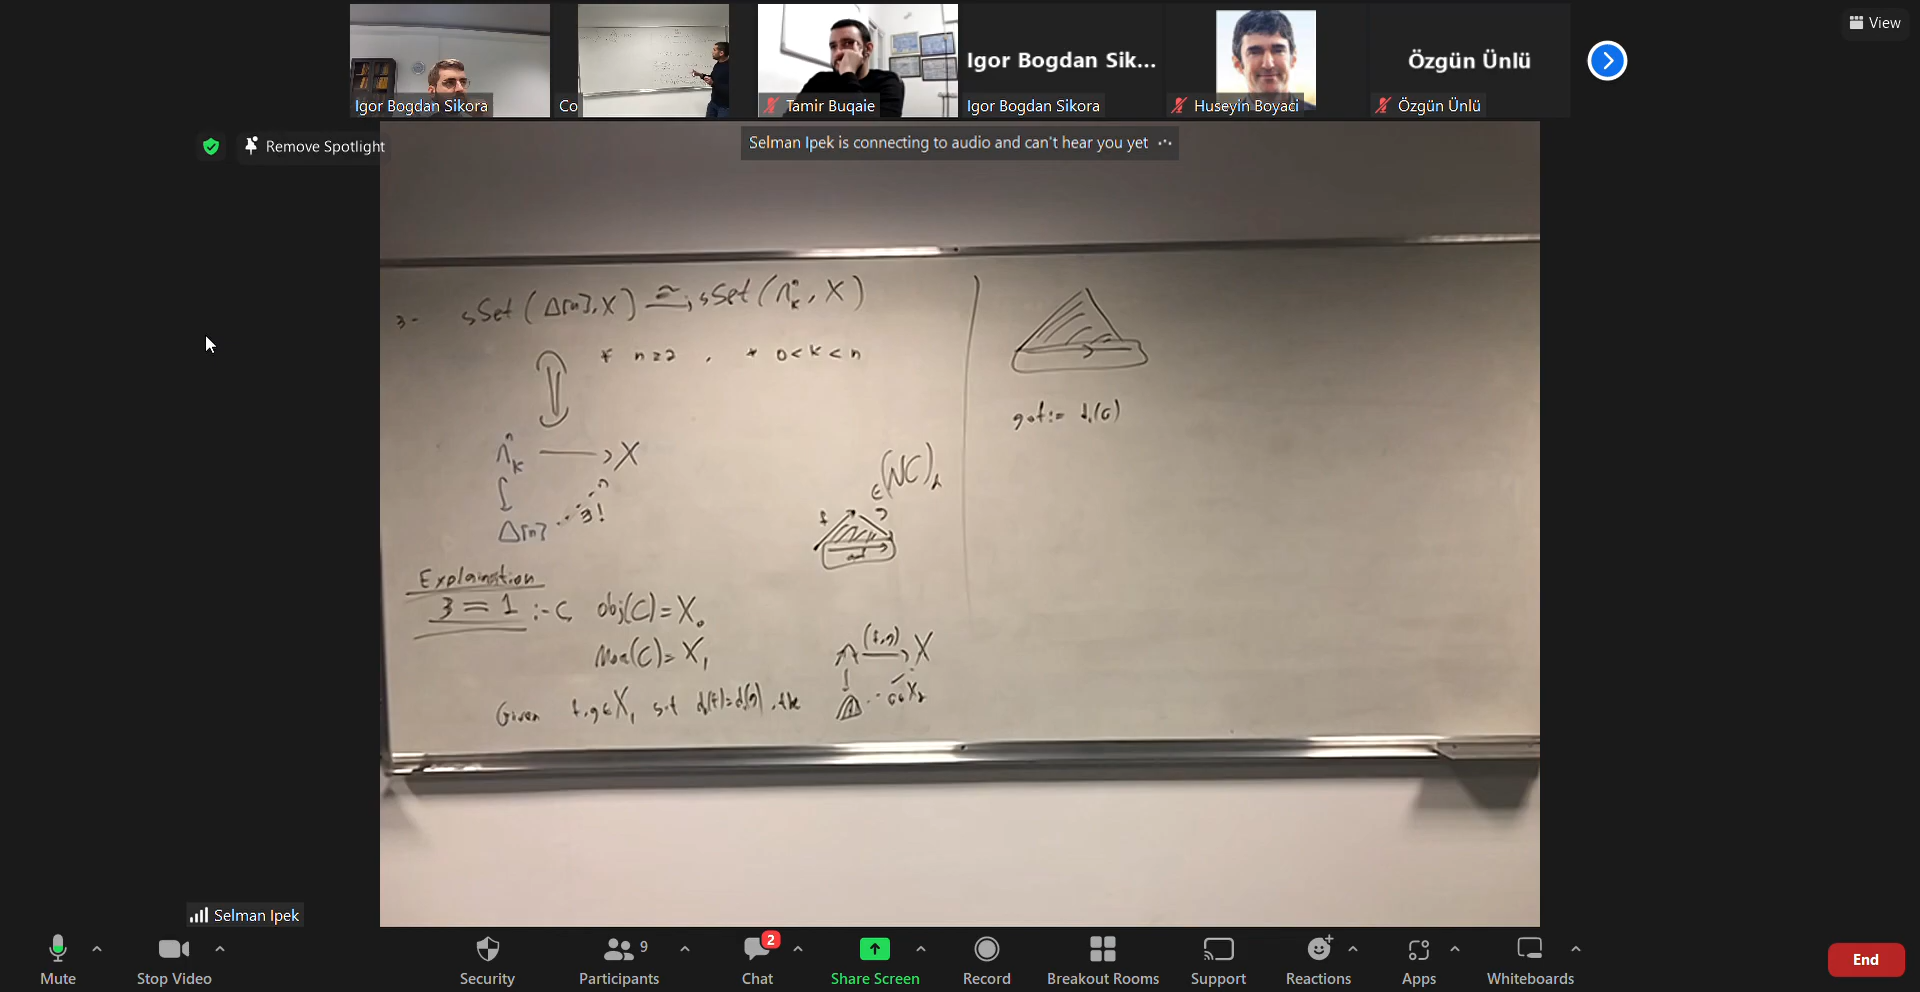 View
Igor Bogdan Sikora
Co
Tamir Buqaie
Igor Bogdan Sik...
Igor Bogdan Sikora
Huseyin Boyaci
Özgün Ünlü
Özgün Ünlü
Remove Spotlight
Selman Ipek is connecting to audio and can't hear you yet ...
3- sSet(Δ[n], X) ≅ sSet(Λⁿₖ, X)
* n≥2 , * 0<k<n
Λⁿₖ → X
Δ[n] ∃!
Explaination
3 = 1 :- C obj(C) = X₀
Mor(C) = X₁
Given f,g∈X₁ s.t
f
∈(NC)₂
(f,g)
X
gof := d₁(σ)
Selman Ipek
Mute
Stop Video
Security
9
Participants
2
Chat
Share Screen
Record
Breakout Rooms
Support
Reactions
Apps
Whiteboards
End